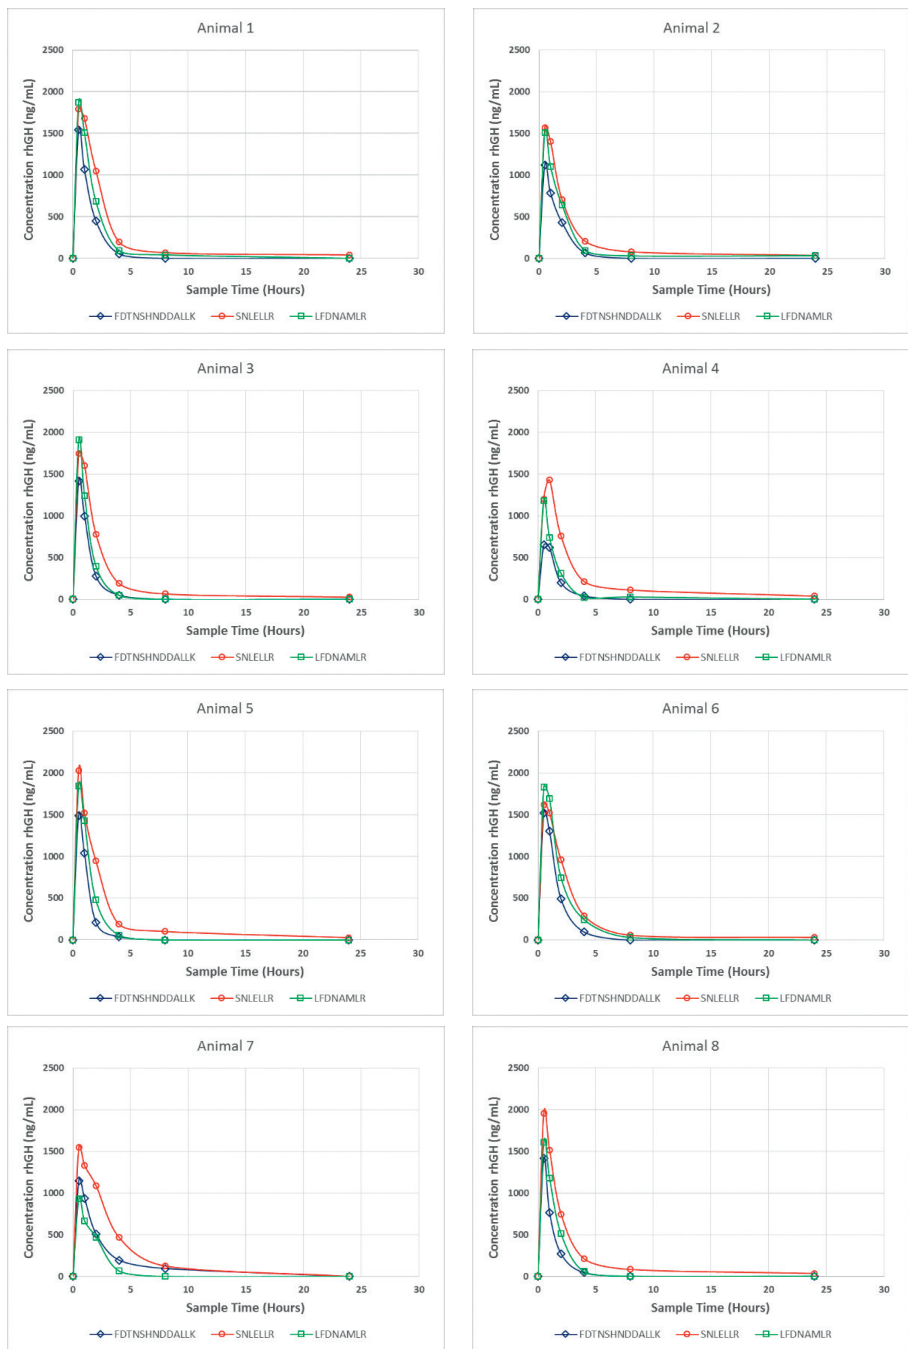 Animal 1
Concentration rhGH (ng/mL)
2500
2000
1500
1000
500
0
0 5 10 15 20 25 30
Sample Time (Hours)
FDTNSHNDDALLK SNLELLR LFDNAMLR
Animal 2
Concentration rhGH (ng/mL)
2500
2000
1500
1000
500
0
0 5 10 15 20 25 30
Sample Time (Hours)
FDTNSHNDDALLK SNLELLR LFDNAMLR
Animal 3
Concentration rhGH (ng/mL)
2500
2000
1500
1000
500
0
0 5 10 15 20 25 30
Sample Time (Hours)
FDTNSHNDDALLK SNLELLR LFDNAMLR
Animal 4
Concentration rhGH (ng/mL)
2500
2000
1500
1000
500
0
0 5 10 15 20 25 30
Sample Time (Hours)
FDTNSHNDDALLK SNLELLR LFDNAMLR
Animal 5
Concentration rhGH (ng/mL)
2500
2000
1500
1000
500
0
0 5 10 15 20 25 30
Sample Time (Hours)
FDTNSHNDDALLK SNLELLR LFDNAMLR
Animal 6
Concentration rhGH (ng/mL)
2500
2000
1500
1000
500
0
0 5 10 15 20 25 30
Sample Time (Hours)
FDTNSHNDDALLK SNLELLR LFDNAMLR
Animal 7
Concentration rhGH (ng/mL)
2500
2000
1500
1000
500
0
0 5 10 15 20 25 30
Sample Time (Hours)
FDTNSHNDDALLK SNLELLR LFDNAMLR
Animal 8
Concentration rhGH (ng/mL)
2500
2000
1500
1000
500
0
0 5 10 15 20 25 30
Sample Time (Hours)
FDTNSHNDDALLK SNLELLR LFDNAMLR